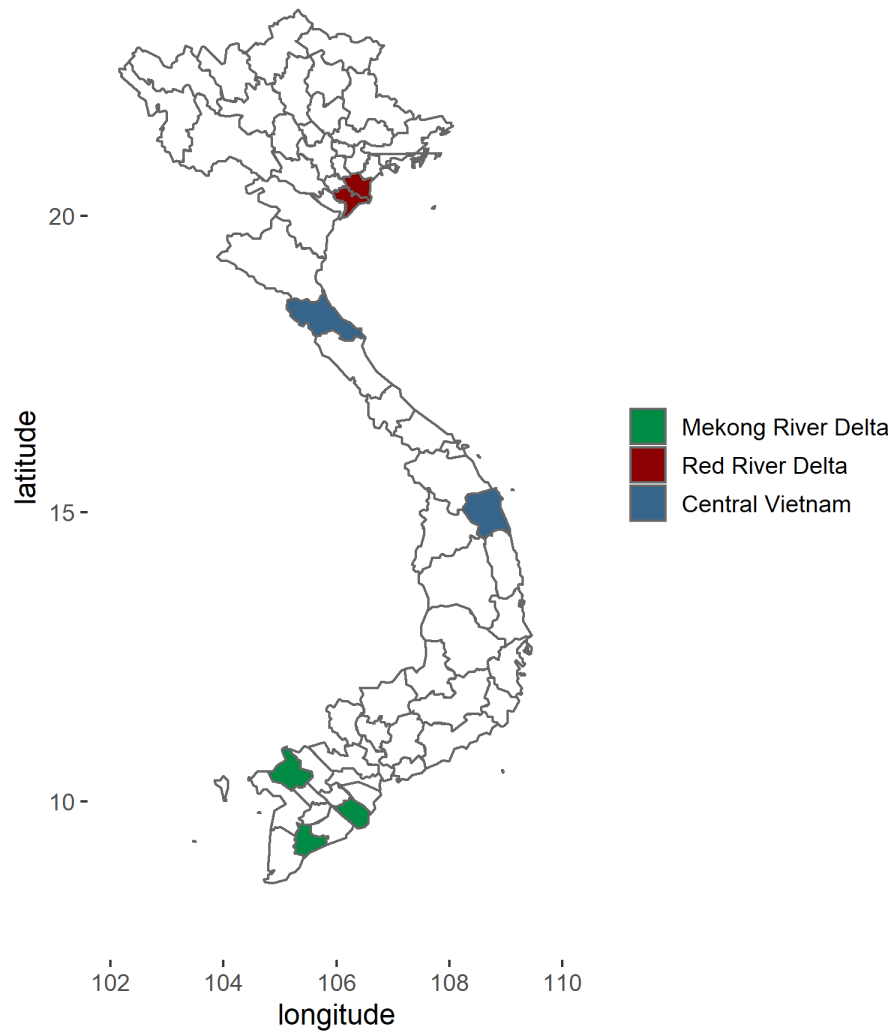 20
15
10
latitude
102 104 106 108 110
longitude
Mekong River Delta
Red River Delta
Central Vietnam